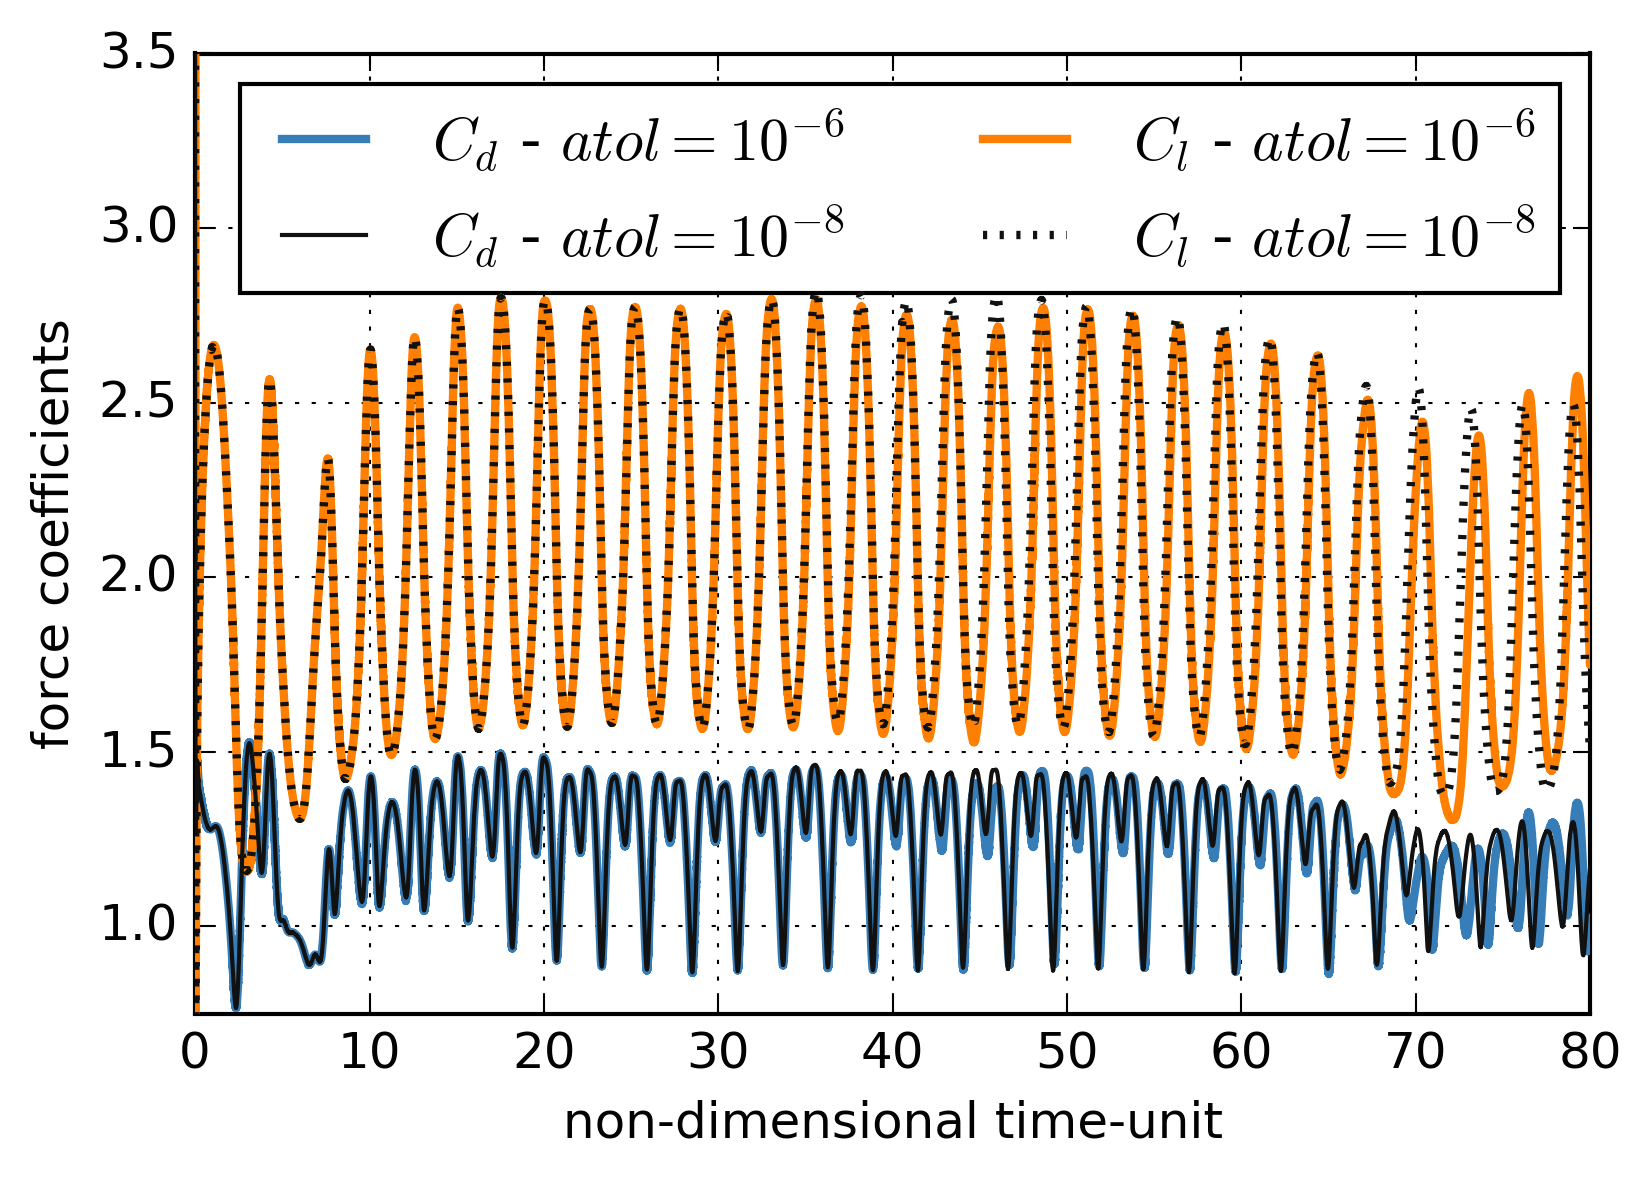 3.5
3.0
2.5
2.0
1.5
1.0
force coefficients
C_d - atol = 10^{-6}
C_l - atol = 10^{-6}
C_d - atol = 10^{-8}
C_l - atol = 10^{-8}
0 10 20 30 40 50 60 70 80
non-dimensional time-unit